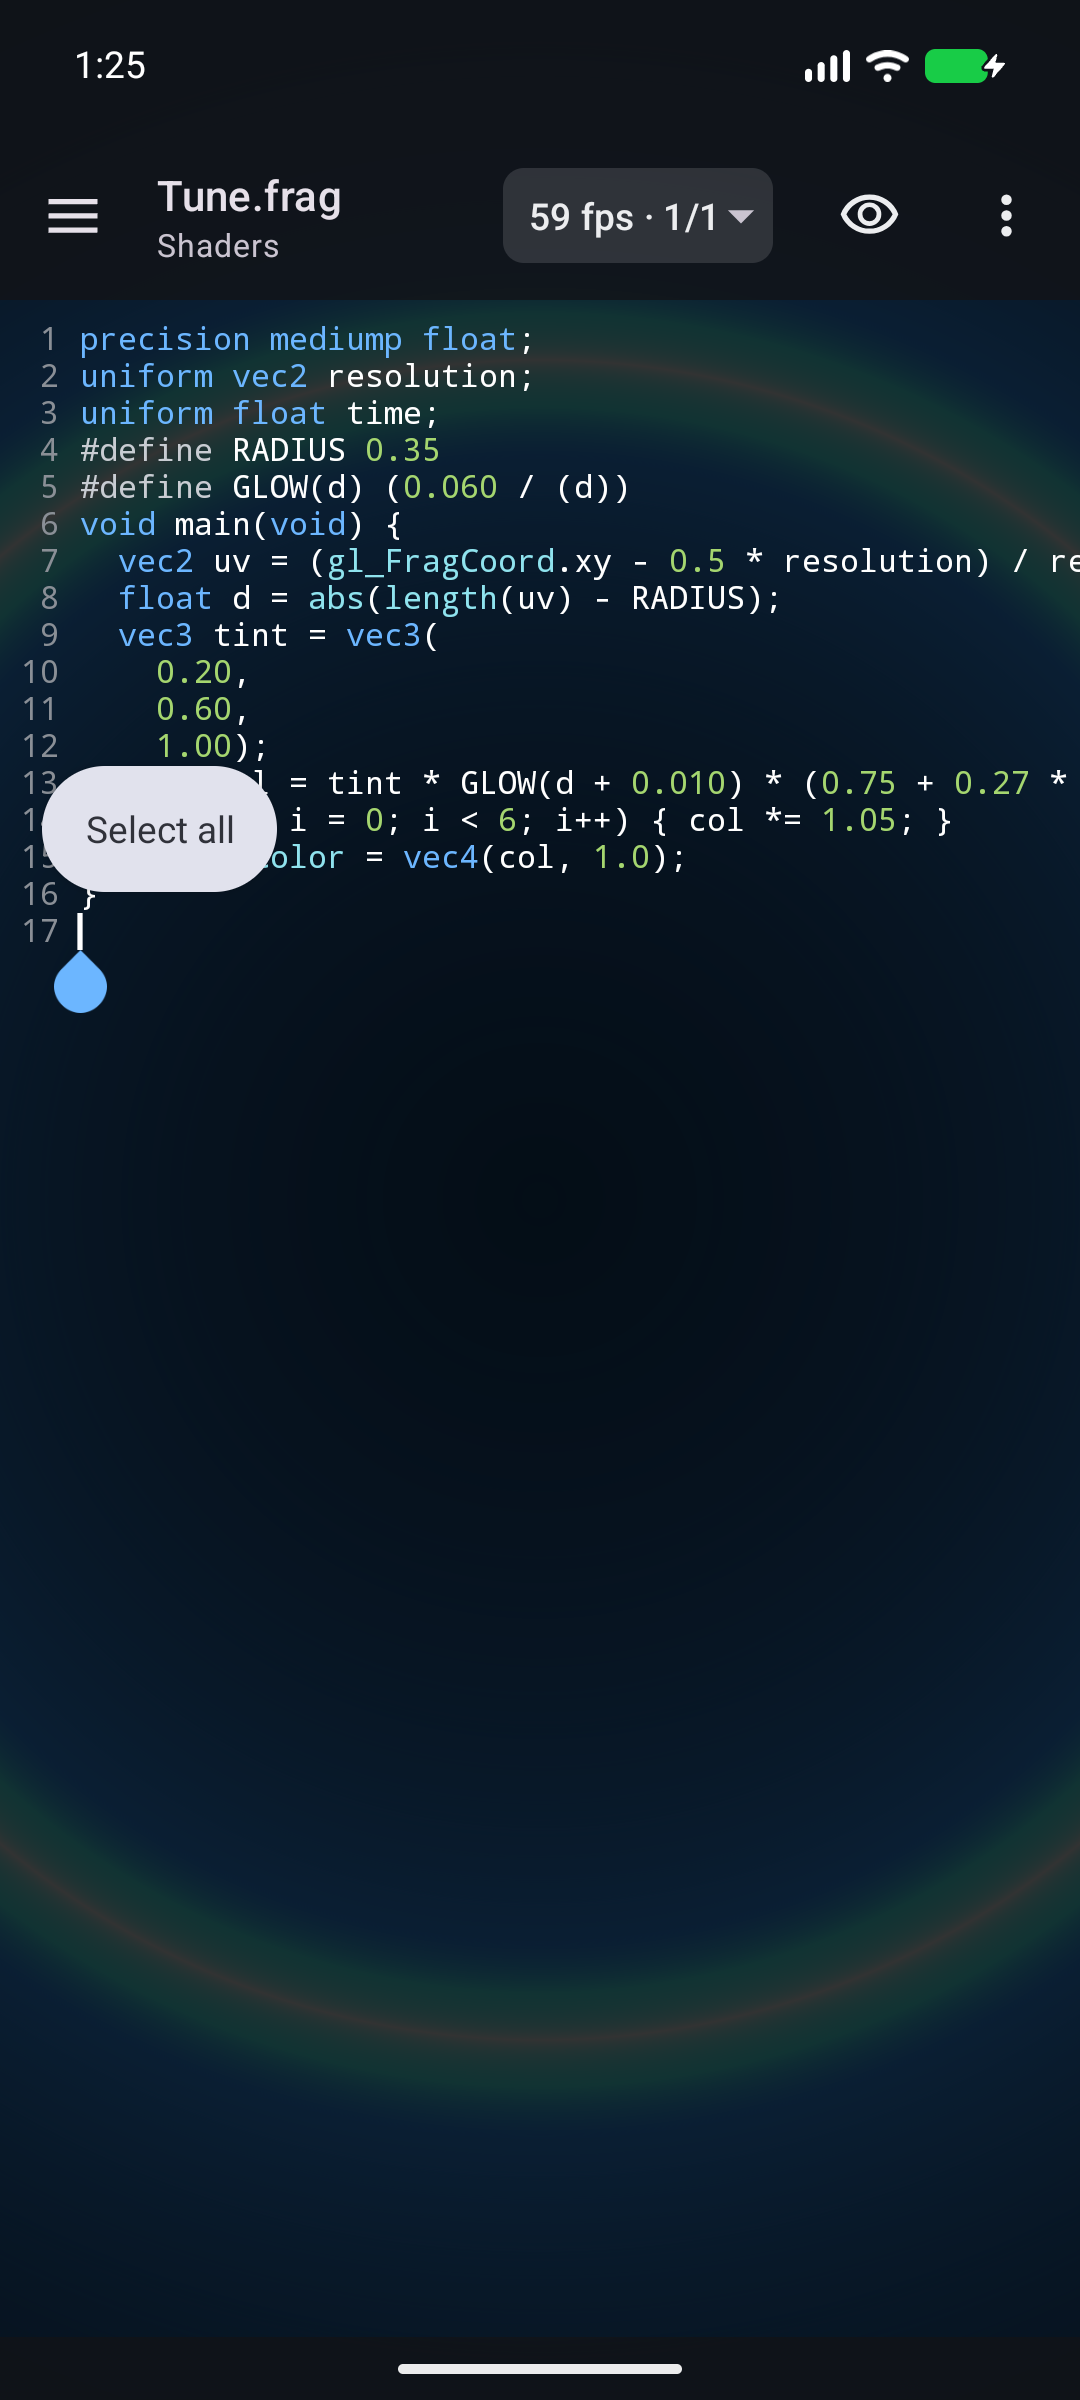 1:25
Tune.frag
Shaders
59 fps · 1/1
1 precision mediump float;
2 uniform vec2 resolution;
3 uniform float time;
4 #define RADIUS 0.35
5 #define GLOW(d) (0.060 / (d))
6 void main(void) {
7 vec2 uv = (gl_FragCoord.xy - 0.5 * resolution) / re
8 float d = abs(length(uv) - RADIUS);
9 vec3 tint = vec3(
10 0.20,
11 0.60,
12 1.00);
13 = tint * GLOW(d + 0.010) * (0.75 + 0.27 *
i = 0; i < 6; i++) { col *= 1.05; }
olor = vec4(col, 1.0);
Select all
16 }
17